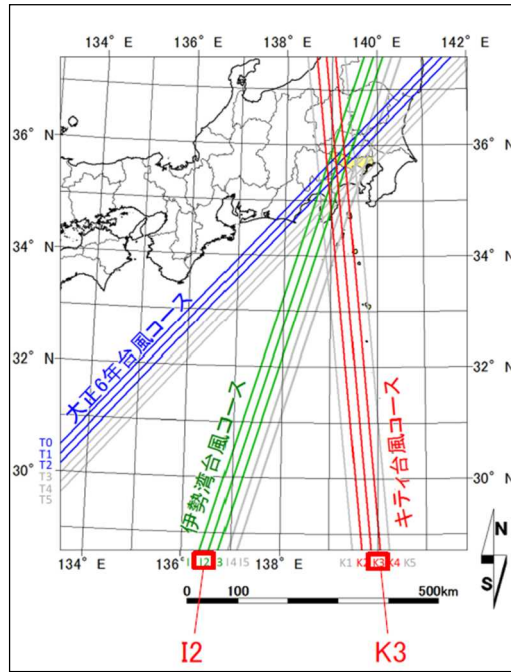 134° E 136° E 138° E 140° E 142° E
36° N 36° N
34° N 34° N
32° N 32° N
30° N 30° N
大正6年台風コース
伊勢湾台風コース
キティ台風コース
T0
T1
T2
T3
T4
T5
I2 3 I4 I5 K1 K2 K3 K4 K5
134° E 136° E 138° E 140° E
N
S
0 100 500km
I2 K3